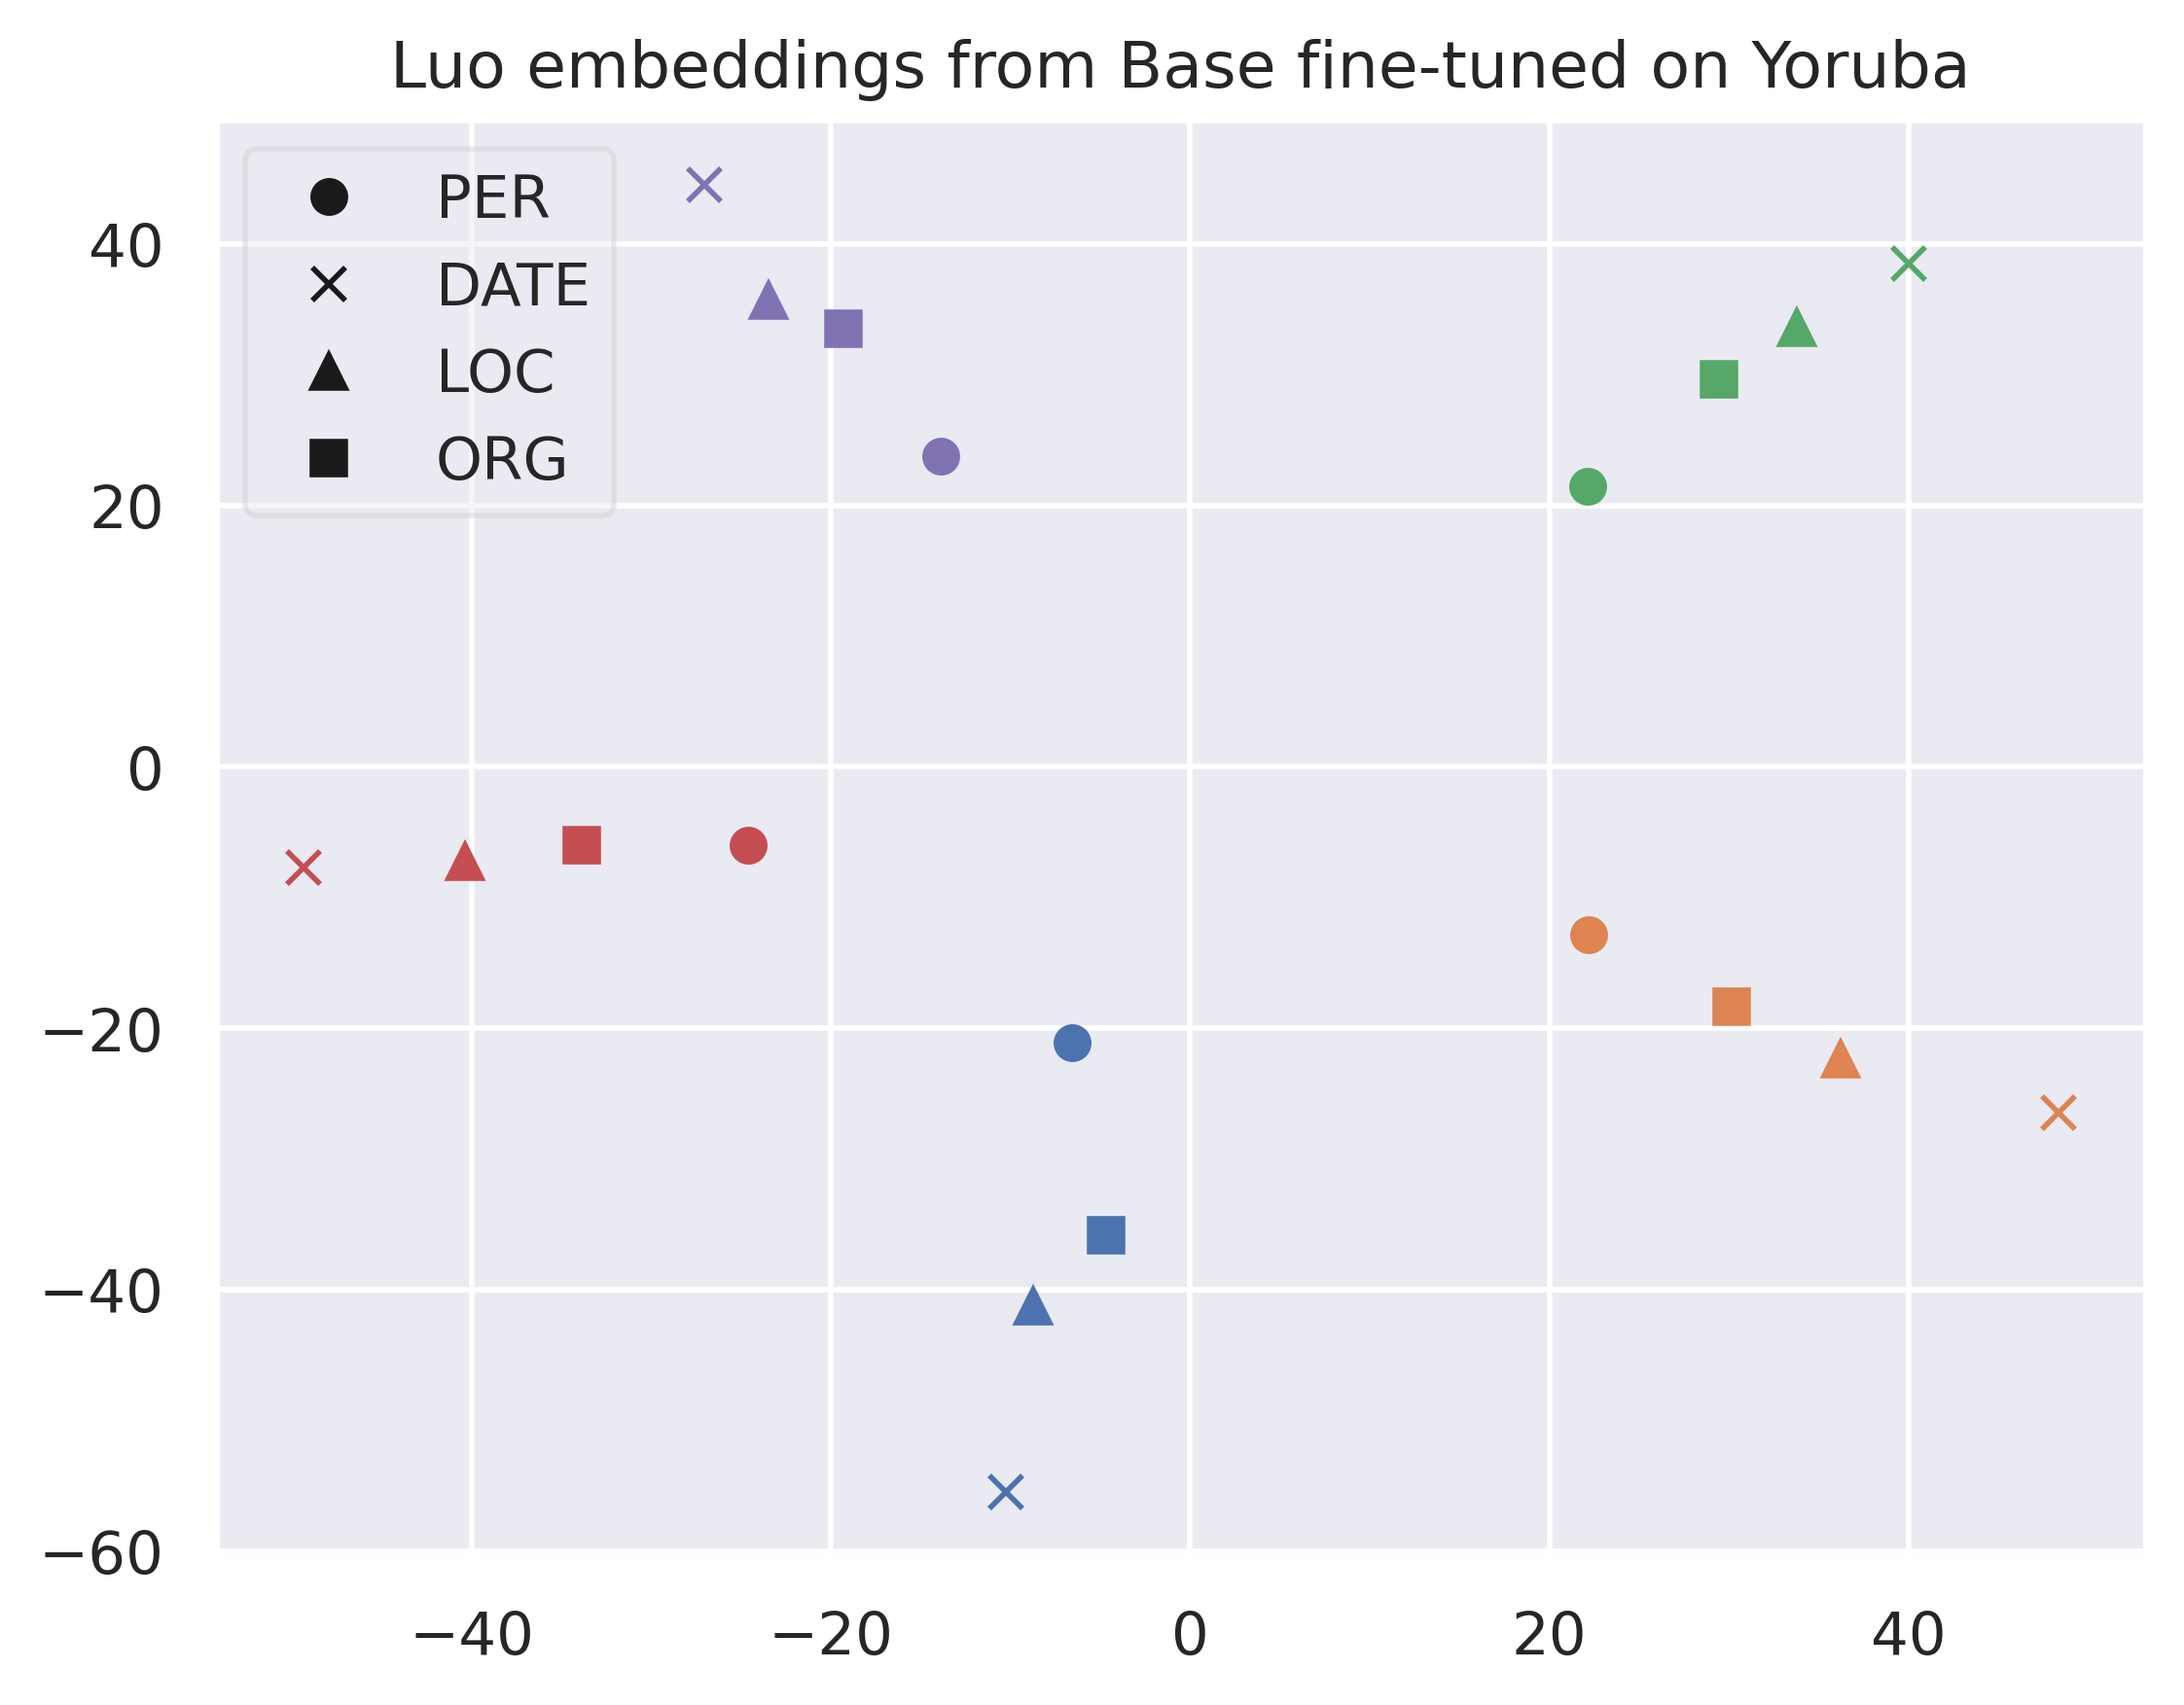 Luo embeddings from Base fine-tuned on Yoruba
PER
DATE
LOC
ORG
40
20
0
−20
−40
−60
−40 −20 0 20 40